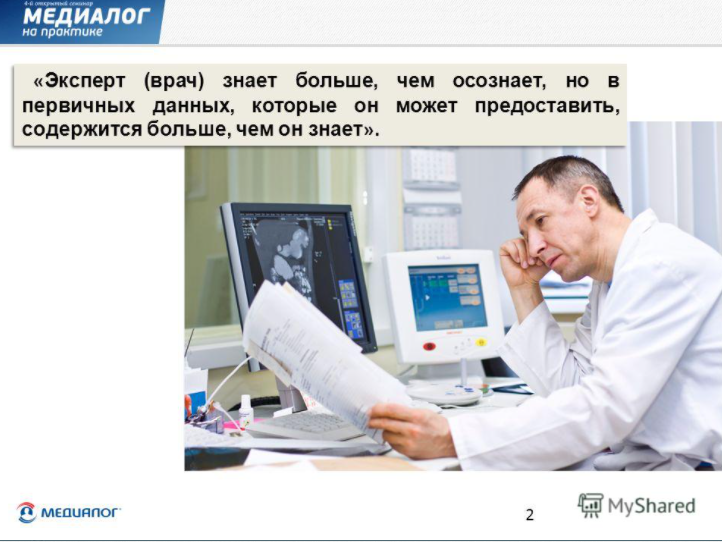 4-й открытый семинар
МЕДИАЛОГ
на практике
«Эксперт (врач) знает больше, чем осознает, но в
первичных данных, которые он может предоставить,
содержится больше, чем он знает».
МЕДИАЛОГ
2
MyShared